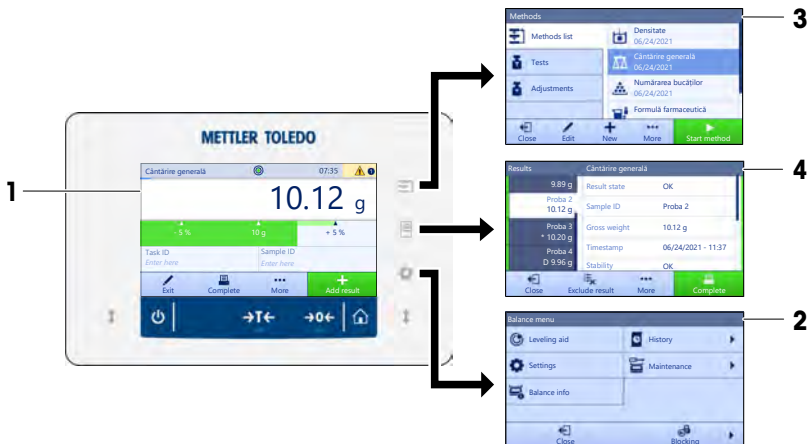 1
METTLER TOLEDO
Cântărire generală 07:35
10.12 g
- 5 % 10 g + 5 %
Task ID Sample ID
Enter here Enter here
Exit Complete More Add result
→T← →0←
3
Methods
Methods list
Tests
Adjustments
Densitate
06/24/2021
Cântărire generală
06/24/2021
Numărarea bucăților
06/24/2021
Formulă farmaceutică
Close Edit New More Start method
4
Results Cântărire generală
9.89 g
Proba 2
10.12 g
Proba 3
* 10.20 g
Proba 4
D 9.96 g
Result state OK
Sample ID Proba 2
Gross weight 10.12 g
Timestamp 06/24/2021 - 11:37
Stability OK
Close Exclude result More Complete
2
Balance menu
Leveling aid History
Settings Maintenance
Balance info
Close Blocking